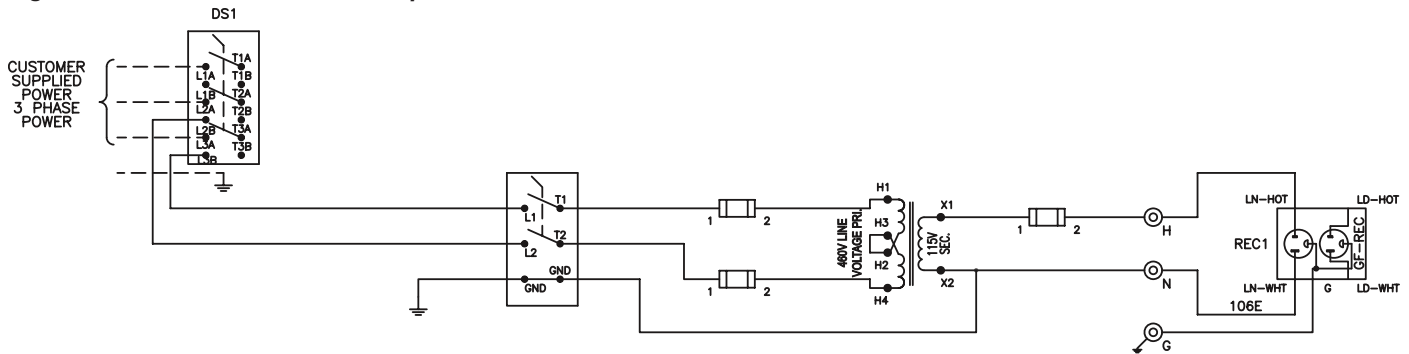 DS1
CUSTOMER
SUPPLIED
POWER
3 PHASE
POWER
T1A
L1A
T1B
L1B
T2A
L2A
T2B
L2B
T3A
L3A
T3B
L3B
T1
L1
T2
L2
GND
GND
1
2
1
2
H1
H3
H2
H4
460V LINE
VOLTAGE PRI.
X1
115V
SEC.
X2
1
2
H
N
G
LN-HOT
LD-HOT
REC1
GF-REC
LN-WHT
G
LD-WHT
106E